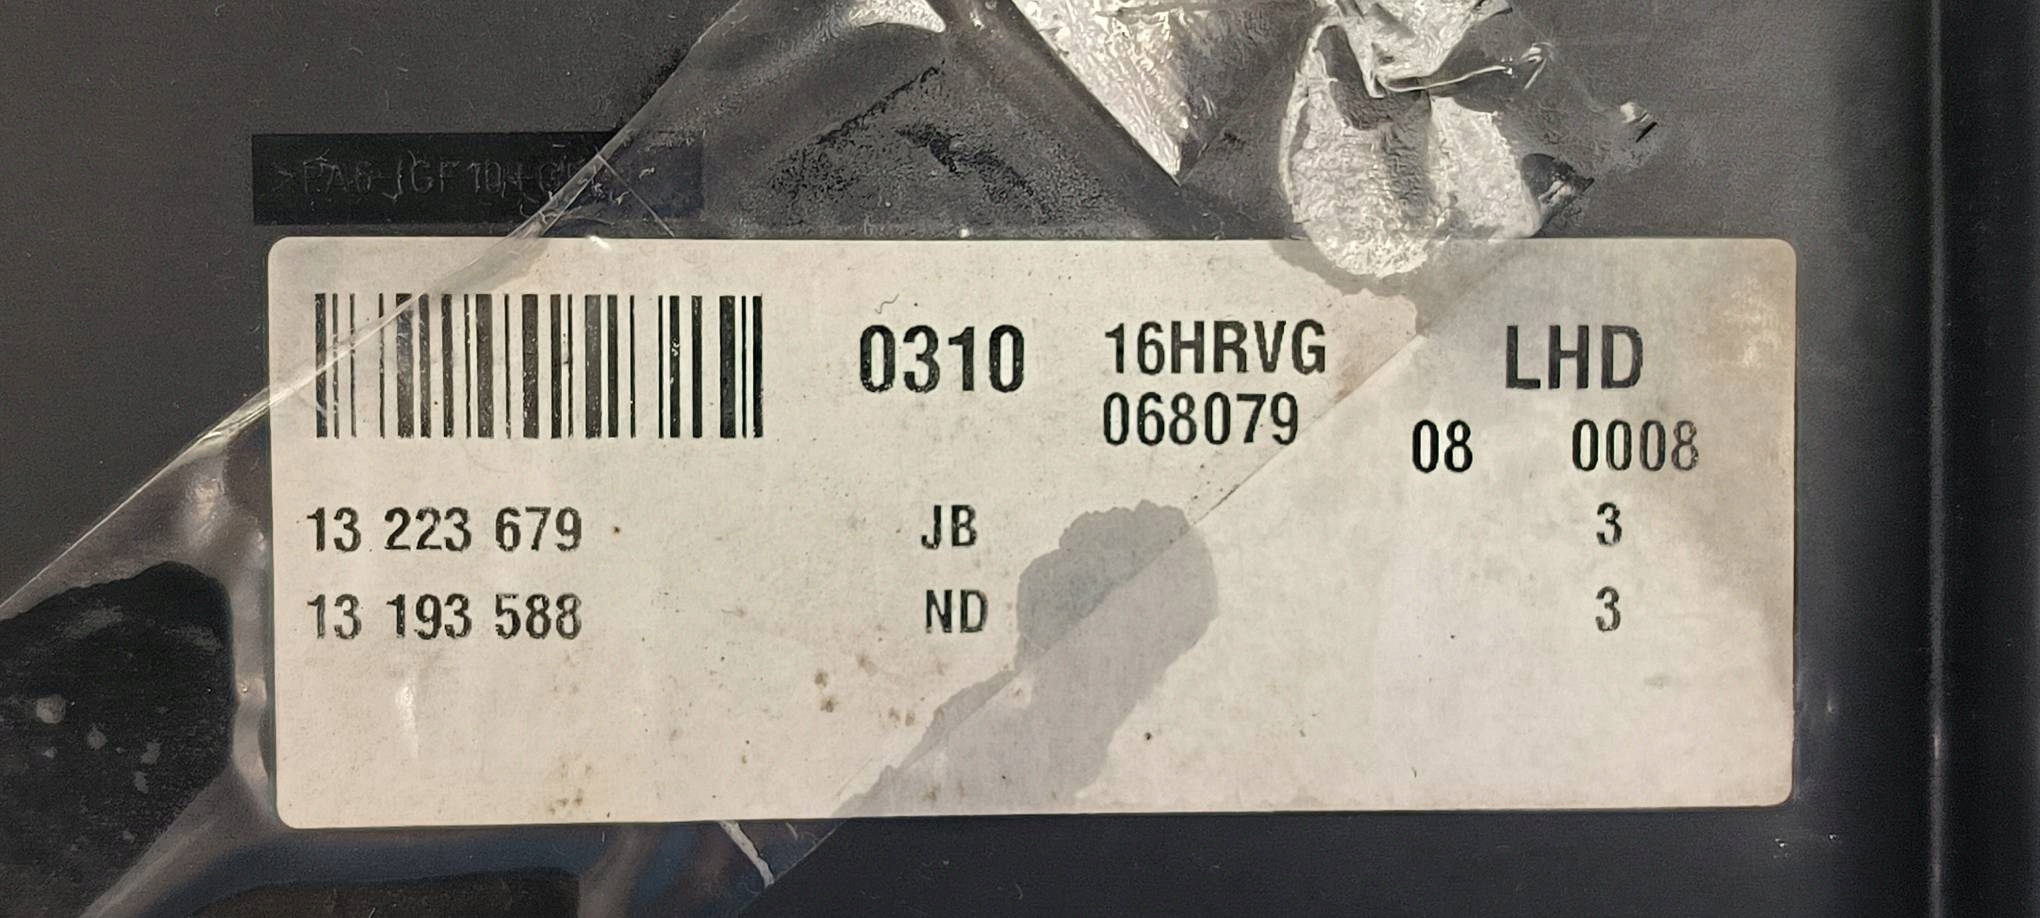 0310 16HRVG LHD
068079
08 0008
13 223 679 JB 3
13 193 588 ND 3